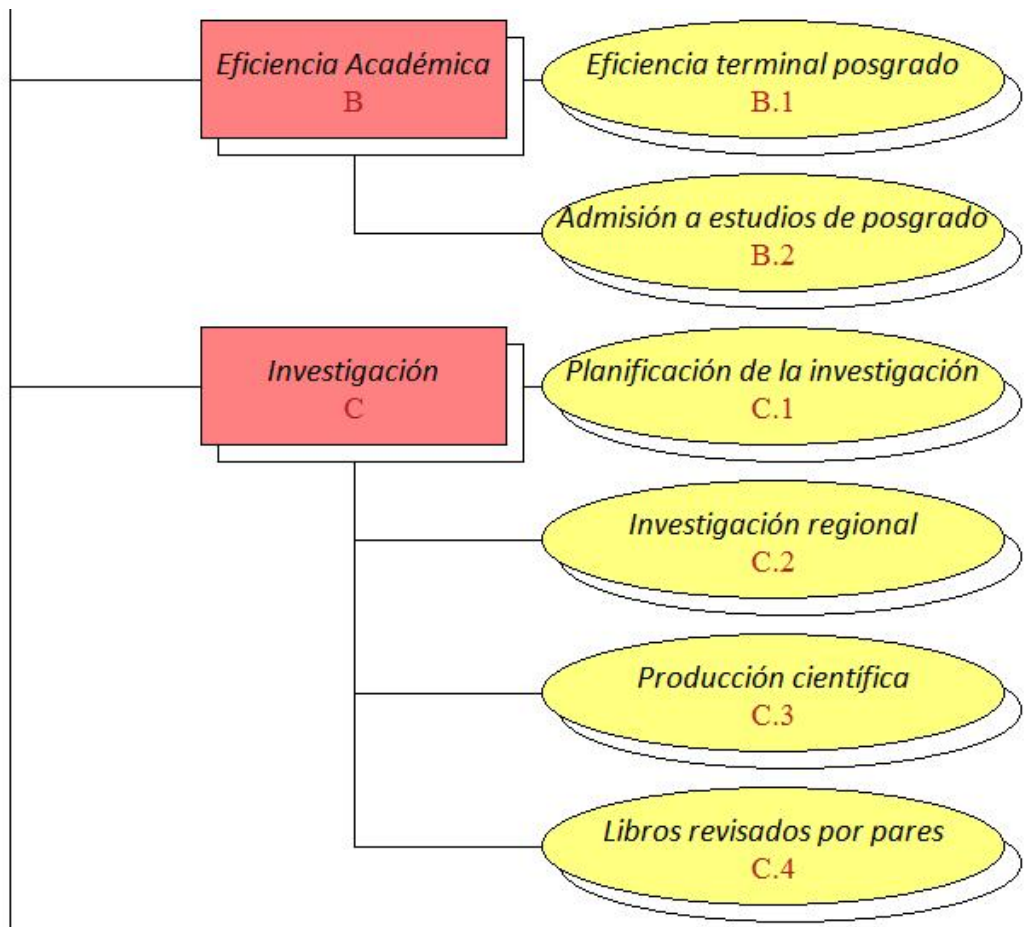 Eficiencia Académica
B
Eficiencia terminal posgrado
B.1
Admisión a estudios de posgrado
B.2
Investigación
C
Planificación de la investigación
C.1
Investigación regional
C.2
Producción científica
C.3
Libros revisados por pares
C.4